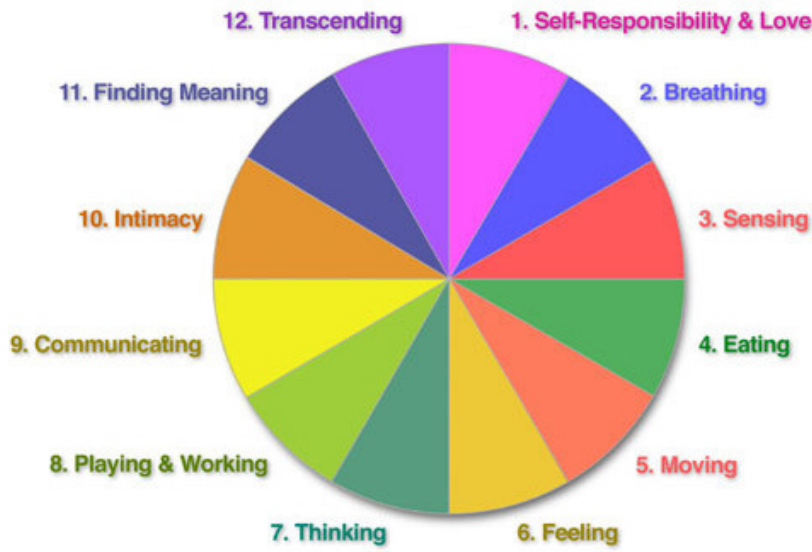 12. Transcending
1. Self-Responsibility & Love
11. Finding Meaning
2. Breathing
10. Intimacy
3. Sensing
9. Communicating
4. Eating
8. Playing & Working
5. Moving
7. Thinking
6. Feeling